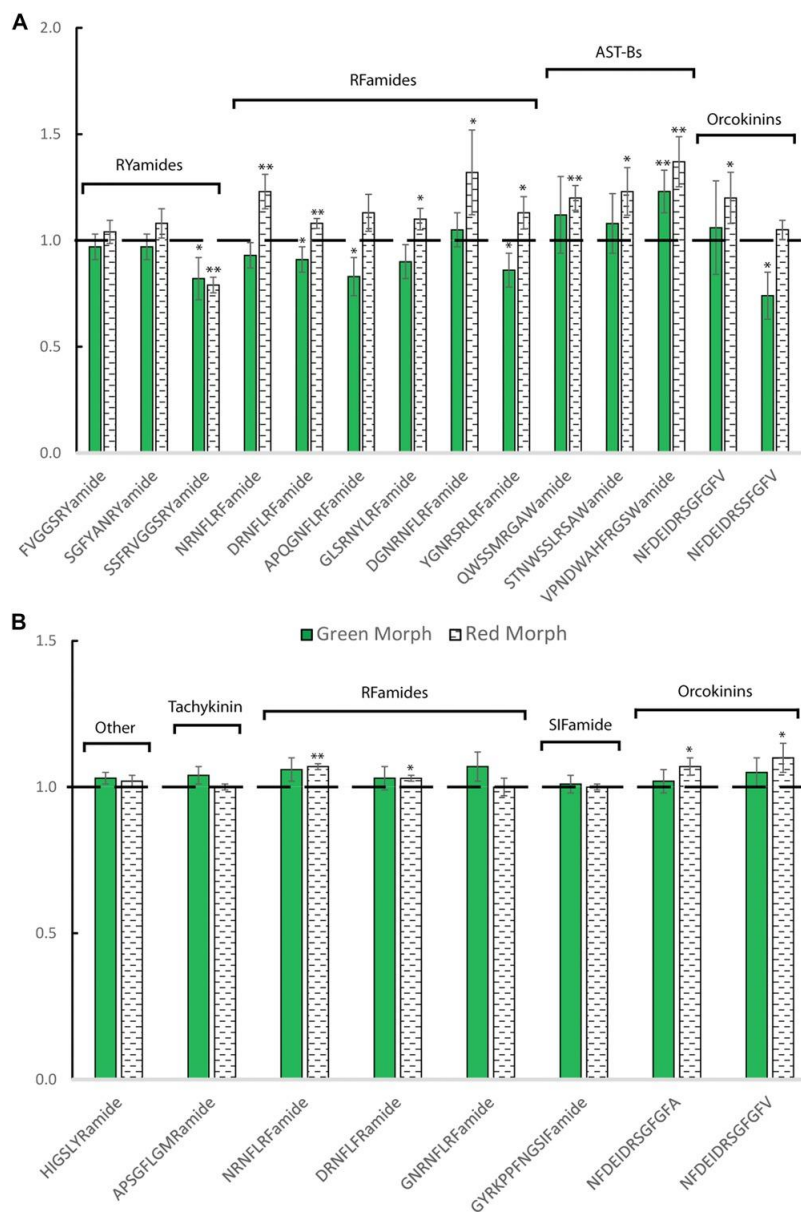 A
2.0
AST-Bs
RFamides
Orcokinins
1.5
RYamides
* ** * ** * * * * * * ** ** * ** ** * *
1.0
0.5
0.0
FVGGSRYamide
SGFYANRYamide
SSFRVGGSRYamide
NRNFLRFamide
DRNFLRFamide
APQGNFLRFamide
GLSRNYLRFamide
DGNRNFLRFamide
YGNRSRLRFamide
QWSSMRGAWamide
STNWSSLRSAWamide
VPNDWAHFRGSWamide
NFDEIDRSGFGFV
NFDEIDRSSFGFV
B
1.5
Green Morph Red Morph
Other Tachykinin RFamides SIFamide Orcokinins
** * * *
1.0
0.5
0.0
HIGSLYRamide
APSGFLGMRamide
NRNFLRFamide
DRNFLFRamide
GNRNFLRFamide
GYRKPPFNGSIFamide
NFDEIDRSGFGFA
NFDEIDRSGFGFV